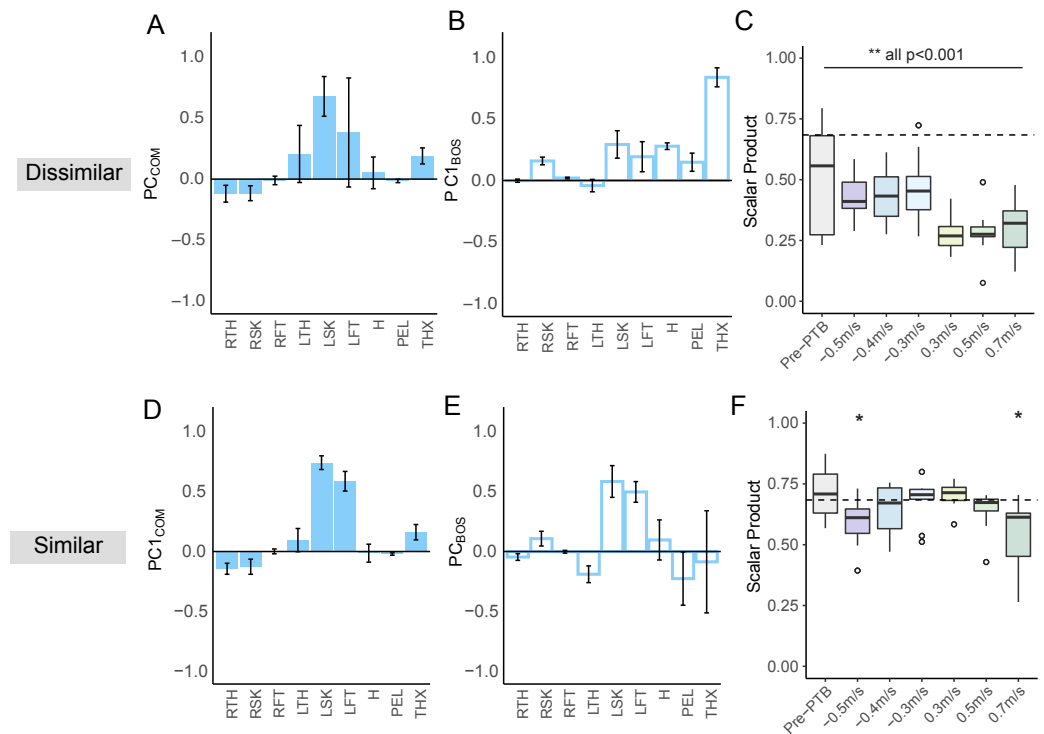 A
B
C
PC_COM
1.0
0.5
0.0
−0.5
−1.0
RTH
RSK
RFT
LTH
LSK
LFT
H
PEL
THX
P C1_BOS
1.0
0.5
0.0
−0.5
−1.0
RTH
RSK
RFT
LTH
LSK
LFT
H
PEL
THX
** all p<0.001
Scalar Product
1.00
0.75
0.50
0.25
0.00
Pre−PTB
−0.5m/s
−0.4m/s
−0.3m/s
0.3m/s
0.5m/s
0.7m/s
Dissimilar
D
E
F
PC1_COM
1.0
0.5
0.0
−0.5
−1.0
RTH
RSK
RFT
LTH
LSK
LFT
H
PEL
THX
PC_BOS
1.0
0.5
0.0
−0.5
−1.0
RTH
RSK
RFT
LTH
LSK
LFT
H
PEL
THX
* *
Scalar Product
1.00
0.75
0.50
0.25
0.00
Pre−PTB
−0.5m/s
−0.4m/s
−0.3m/s
0.3m/s
0.5m/s
0.7m/s
Similar